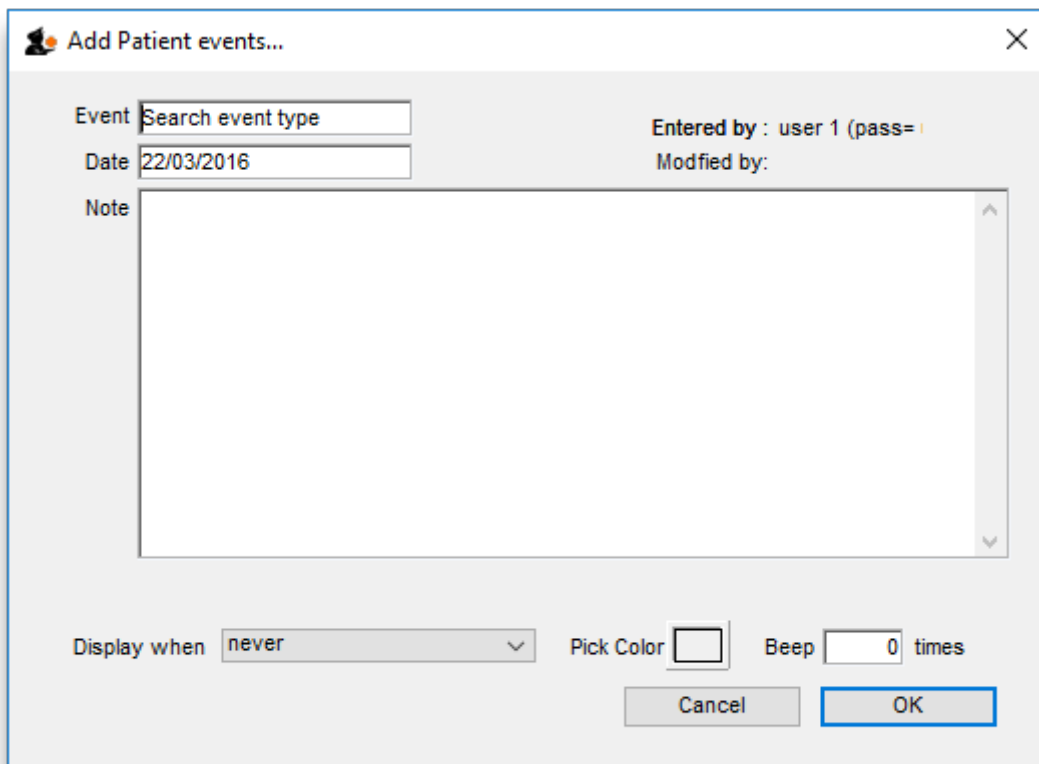 Add Patient events...
Event Search event type
Entered by : user 1 (pass=
Date 22/03/2016
Modfied by:
Note
Display when never Pick Color Beep 0 times
Cancel OK